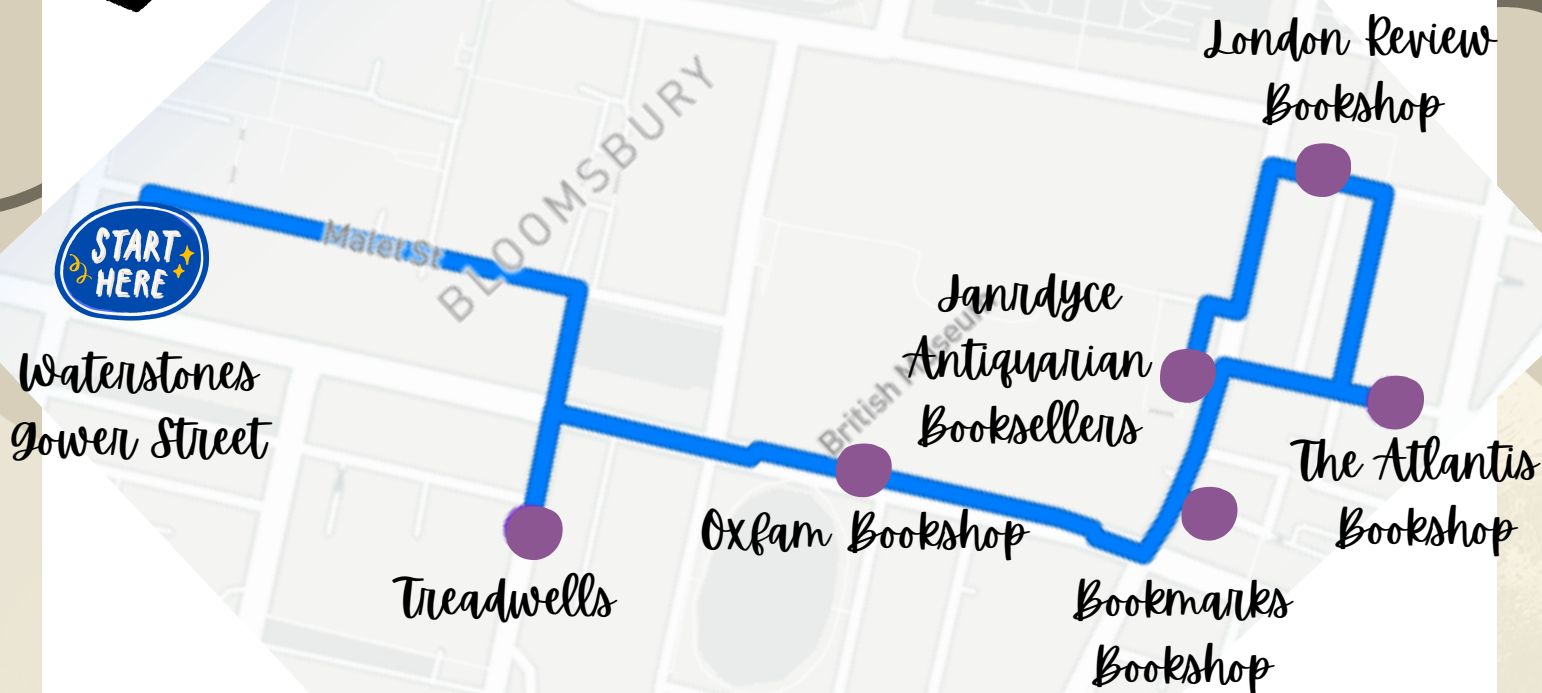 London Review
Bookshop
BLOOMSBURY
Malet St
START
HERE
Waterstones
Gower Street
Janrdyce
Antiquarian
Booksellers
British Museum
The Atlantis
Bookshop
Oxfam Bookshop
Treadwells
Bookmarks
Bookshop